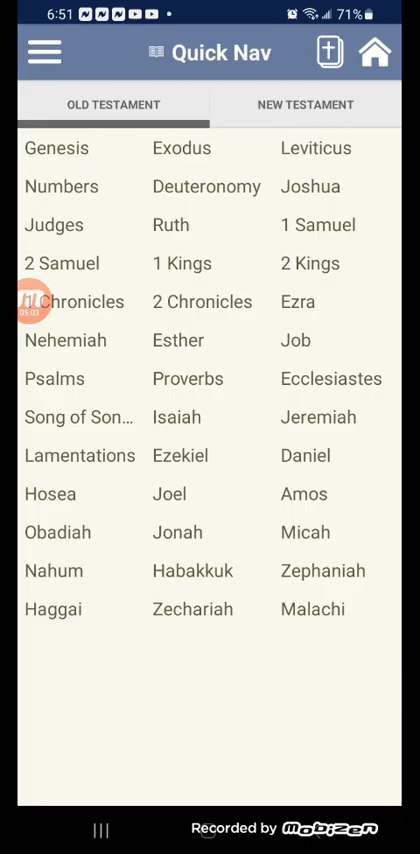 6:51 71%
Quick Nav
OLD TESTAMENT NEW TESTAMENT
Genesis Exodus Leviticus
Numbers Deuteronomy Joshua
Judges Ruth 1 Samuel
2 Samuel 1 Kings 2 Kings
1 Chronicles 2 Chronicles Ezra
05:03
Nehemiah Esther Job
Psalms Proverbs Ecclesiastes
Song of Son... Isaiah Jeremiah
Lamentations Ezekiel Daniel
Hosea Joel Amos
Obadiah Jonah Micah
Nahum Habakkuk Zephaniah
Haggai Zechariah Malachi
Recorded by Mobizen